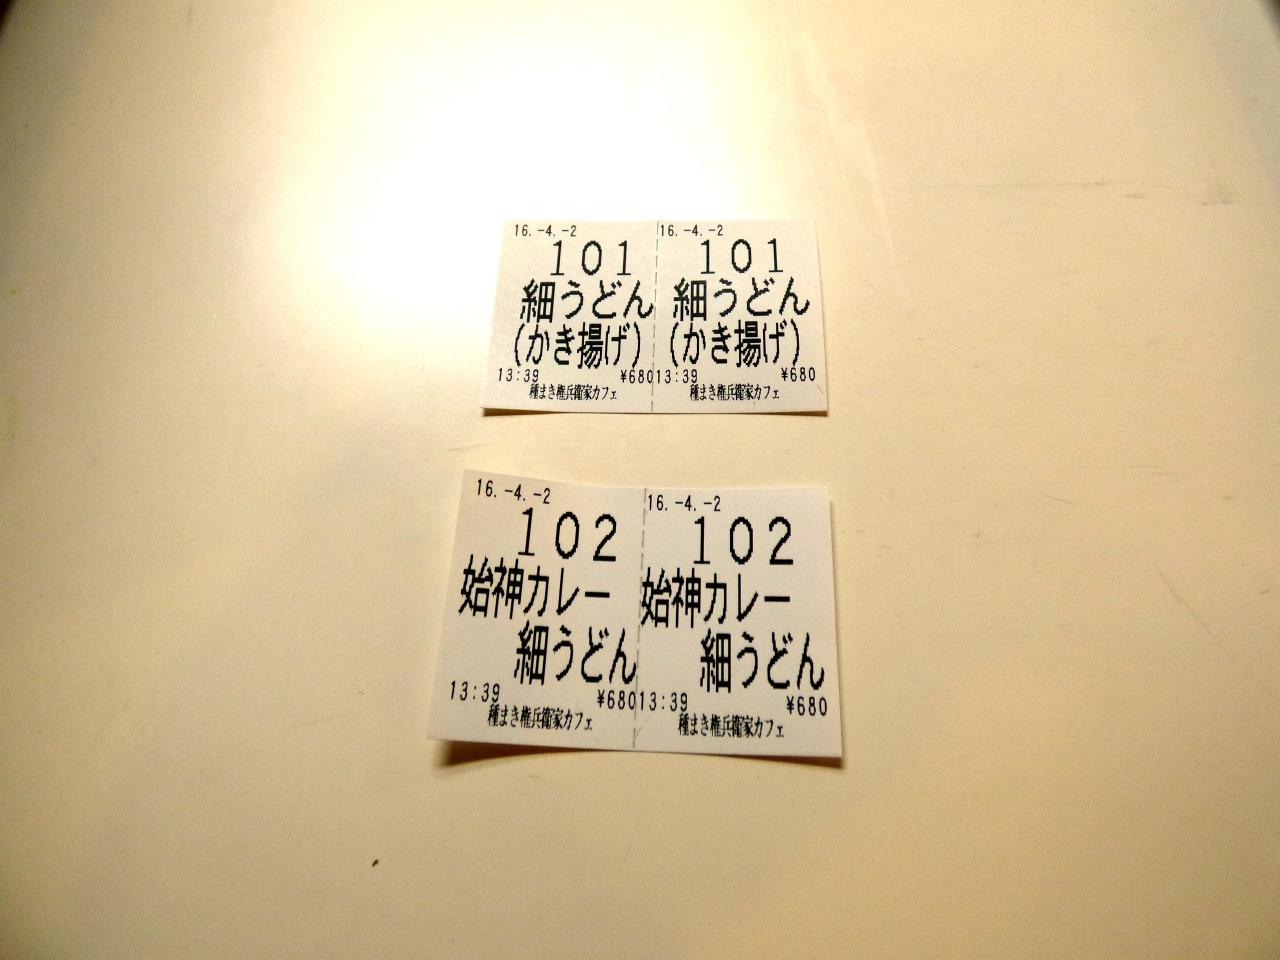 16.-4.-2
101
細うどん
(かき揚げ)
13:39 ¥680
種まき権兵衛家カフェ
16.-4.-2
101
細うどん
(かき揚げ)
13:39 ¥680
種まき権兵衛家カフェ
16.-4.-2
102
始神カレー
細うどん
13:39 ¥680
種まき権兵衛家カフェ
16.-4.-2
102
始神カレー
細うどん
13:39 ¥680
種まき権兵衛家カフェ